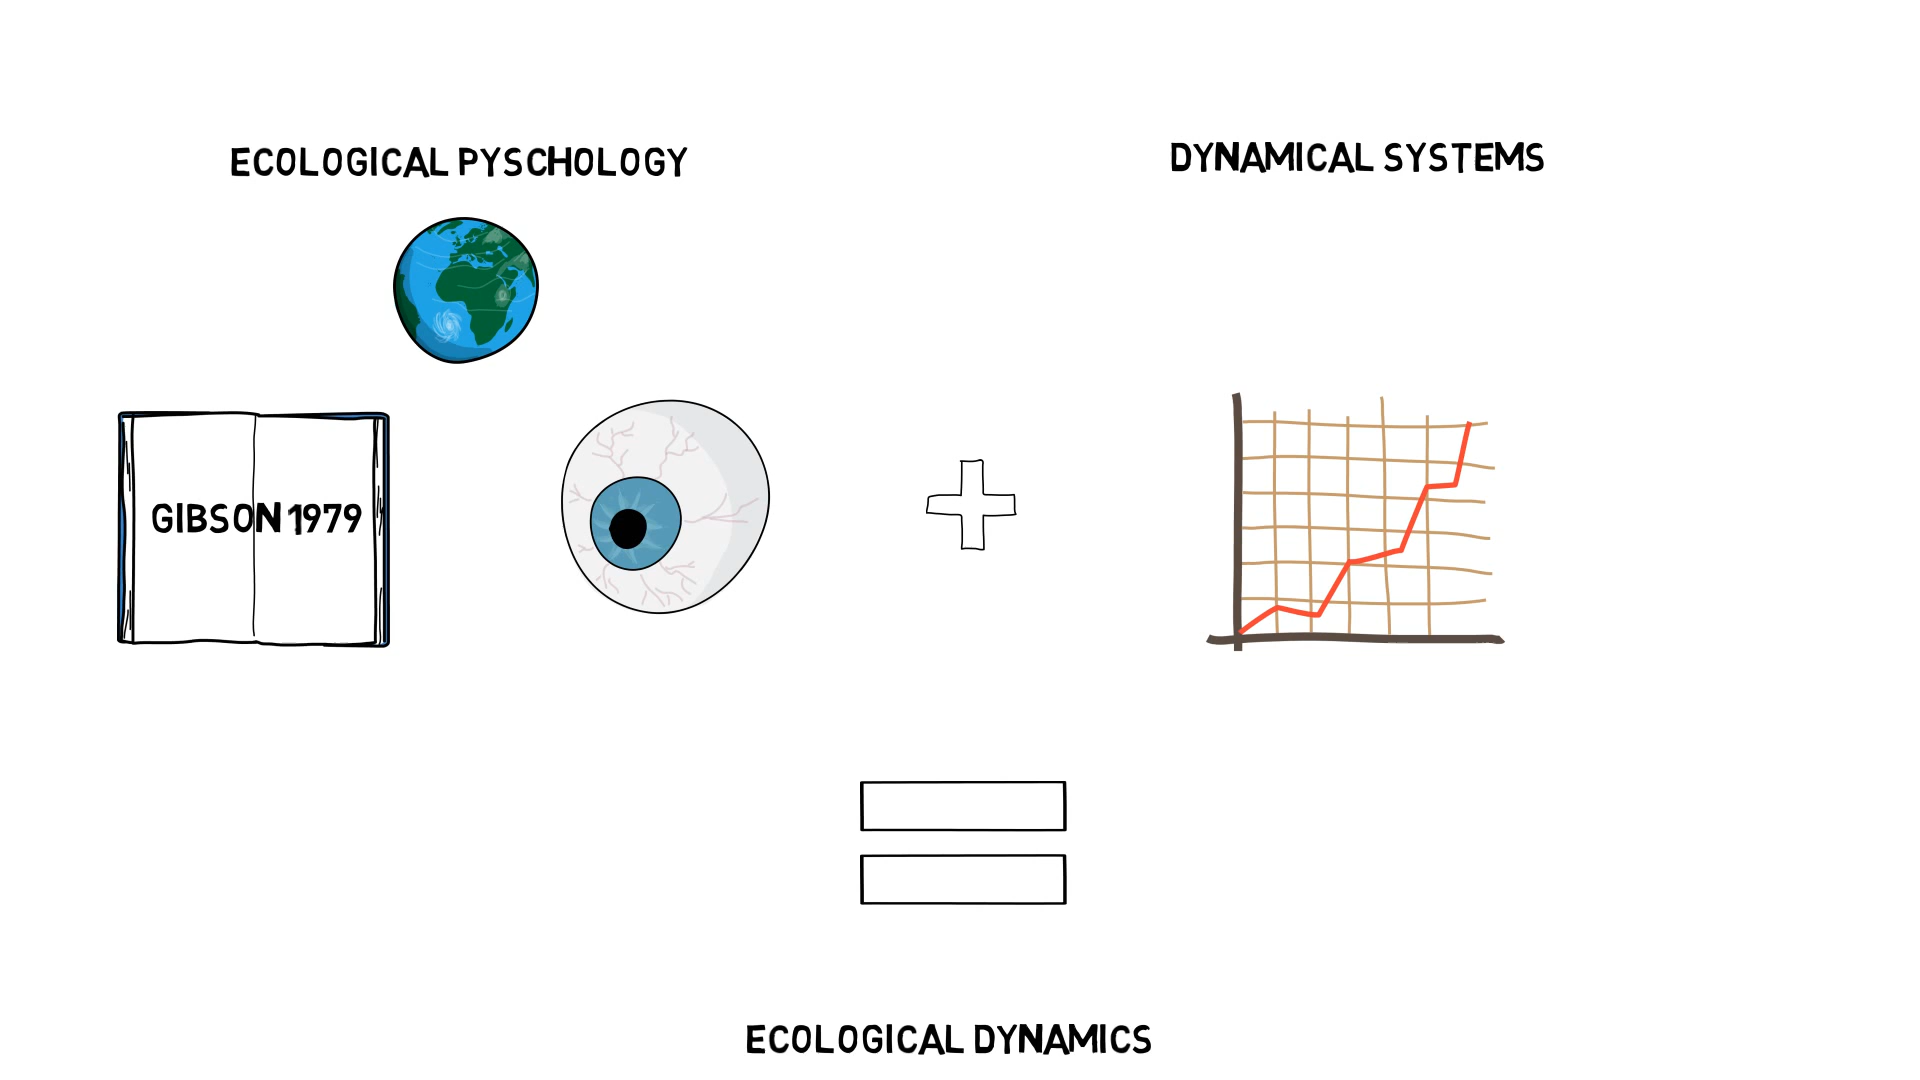 ECOLOGICAL PYSCHOLOGY
DYNAMICAL SYSTEMS
GIBSON 1979
ECOLOGICAL DYNAMICS